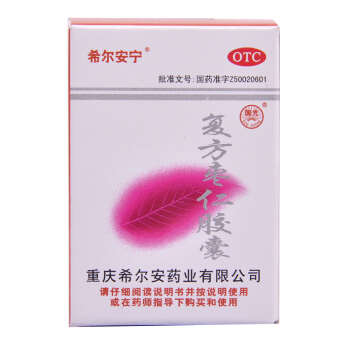 希尔安宁®
OTC
批准文号：国药准字Z50020601
国光
复方枣仁胶囊
重庆希尔安药业有限公司
请仔细阅读说明书并按说明使用
或在药师指导下购买和使用